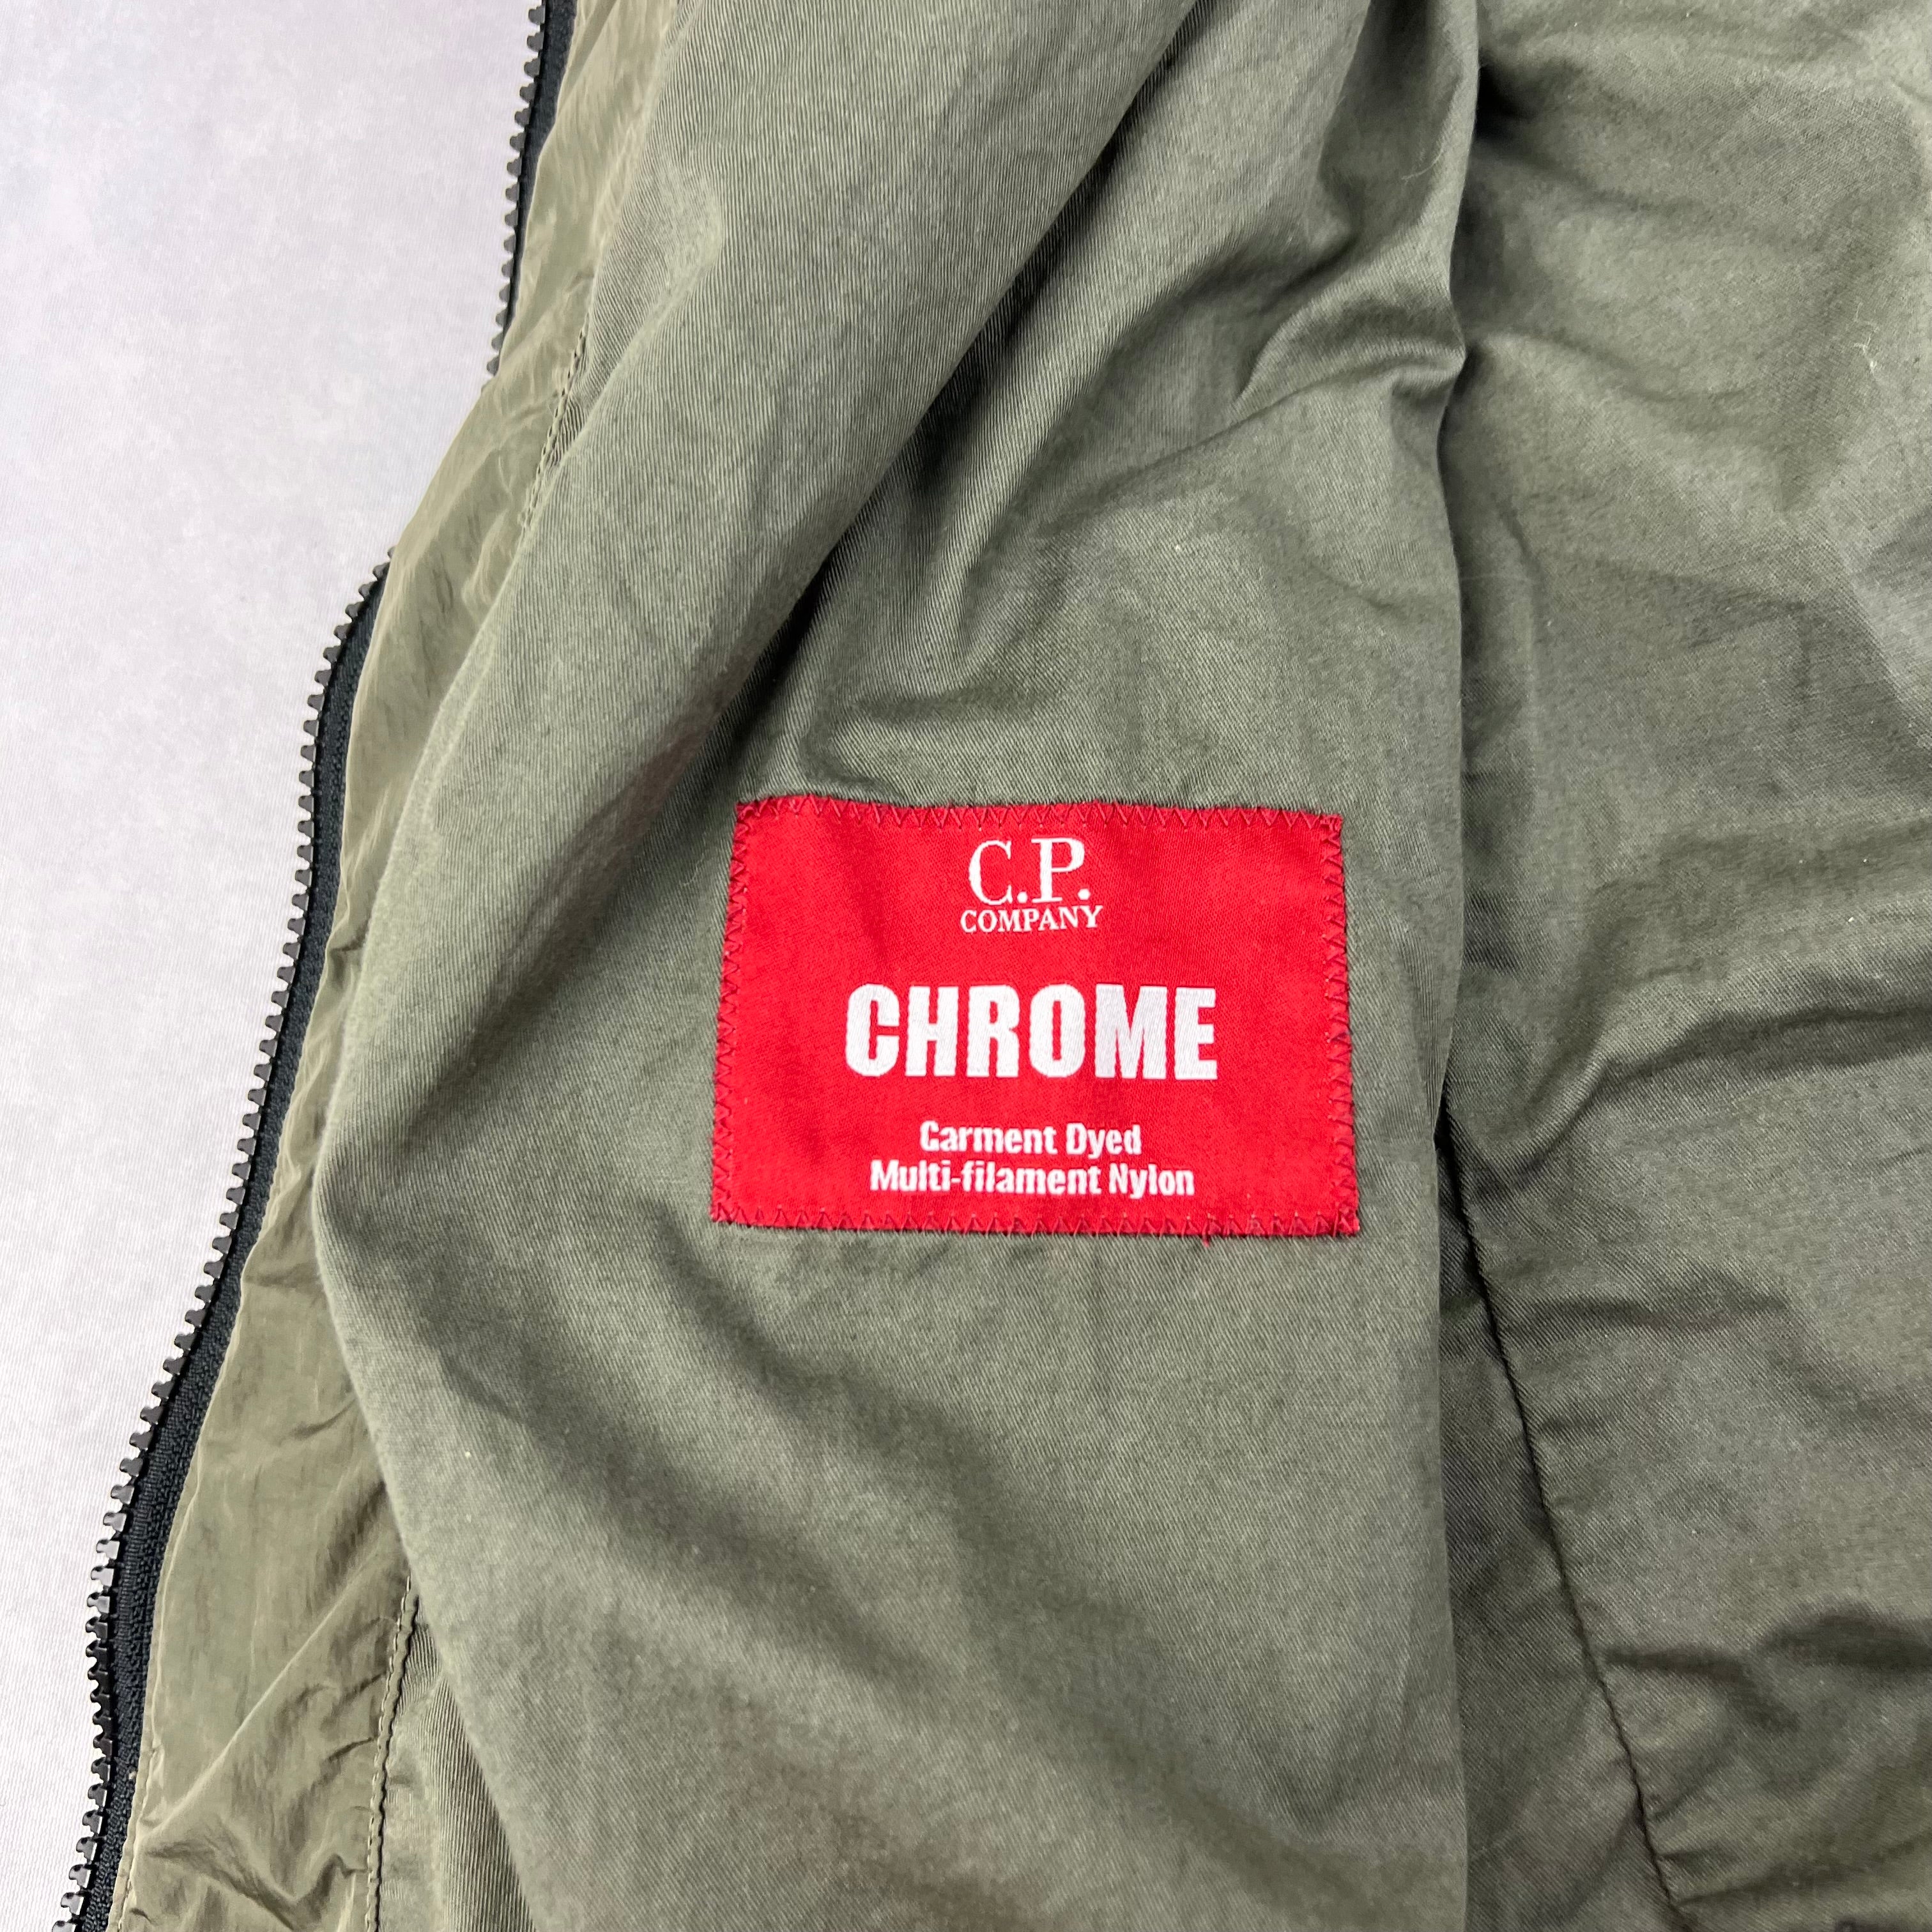 C.P.
COMPANY
CHROME
Garment Dyed
Multi-filament Nylon